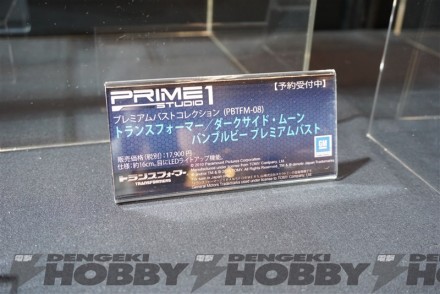 【予約受付中】
PRIME 1
STUDIO
プレミアムバストコレクション (PBTFM-08)
トランスフォーマー/ダークサイド・ムーン
バンブルビー プレミアムバスト
販売価格(税別):17,900円
仕様:約16cm、目にLEDライトアップ機能。
GM
トランスフォーマー
TRANSFORMERS
DENGEKI
HOBBY
DENGEKI
HOBBY
DENGEKI
HOBBY